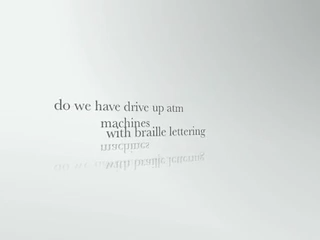 do we have drive up atm
machines
with braille lettering